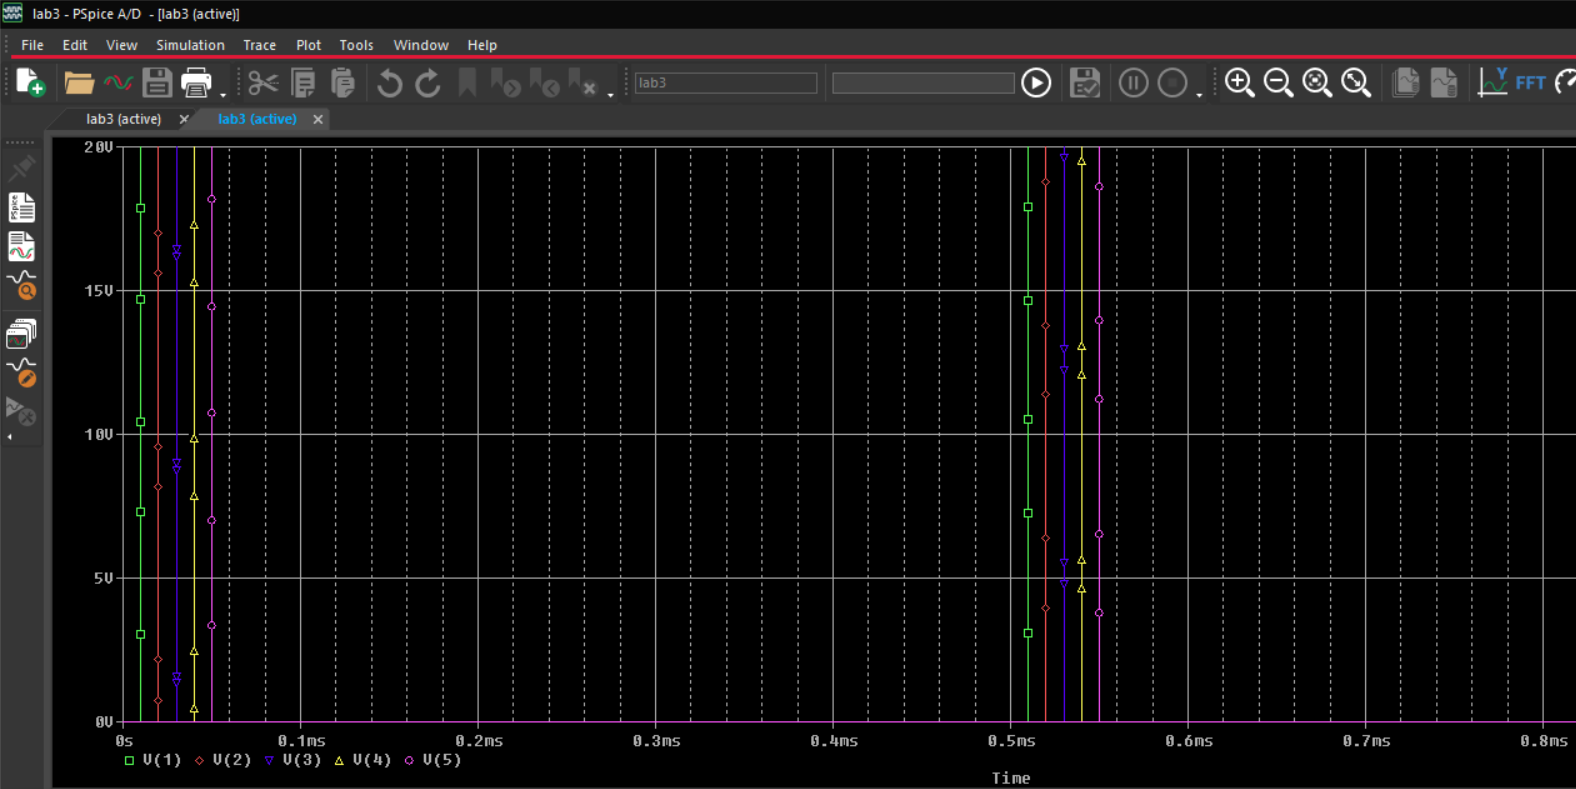 lab3 - PSpice A/D - [lab3 (active)]
File Edit View Simulation Trace Plot Tools Window Help
lab3
Y FFT
lab3 (active) lab3 (active)
PSpice
20V
15V
10V
5V
0V
0s 0.1ms 0.2ms 0.3ms 0.4ms 0.5ms 0.6ms 0.7ms 0.8ms
V(1) V(2) V(3) V(4) V(5)
Time